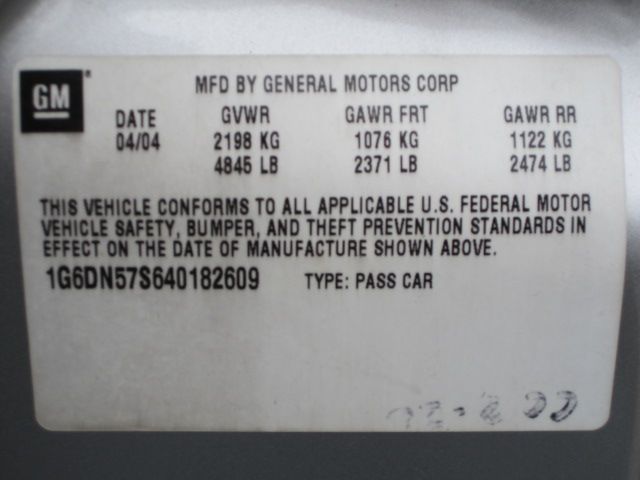 GM
MFD BY GENERAL MOTORS CORP
DATE GVWR GAWR FRT GAWR RR
04/04 2198 KG 1076 KG 1122 KG
4845 LB 2371 LB 2474 LB
THIS VEHICLE CONFORMS TO ALL APPLICABLE U.S. FEDERAL MOTOR
VEHICLE SAFETY, BUMPER, AND THEFT PREVENTION STANDARDS IN
EFFECT ON THE DATE OF MANUFACTURE SHOWN ABOVE.
1G6DN57S640182609 TYPE: PASS CAR